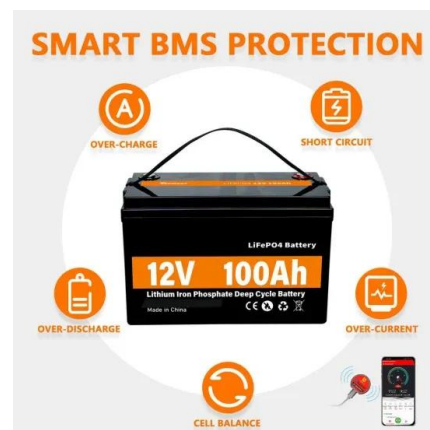 SMART BMS PROTECTION
A
OVER-CHARGE
SHORT CIRCUIT
LiFePO4 Battery
12V 100Ah
Lithium Iron Phosphate Deep Cycle Battery
Made in China
CE
OVER-DISCHARGE
OVER-CURRENT
CELL BALANCE